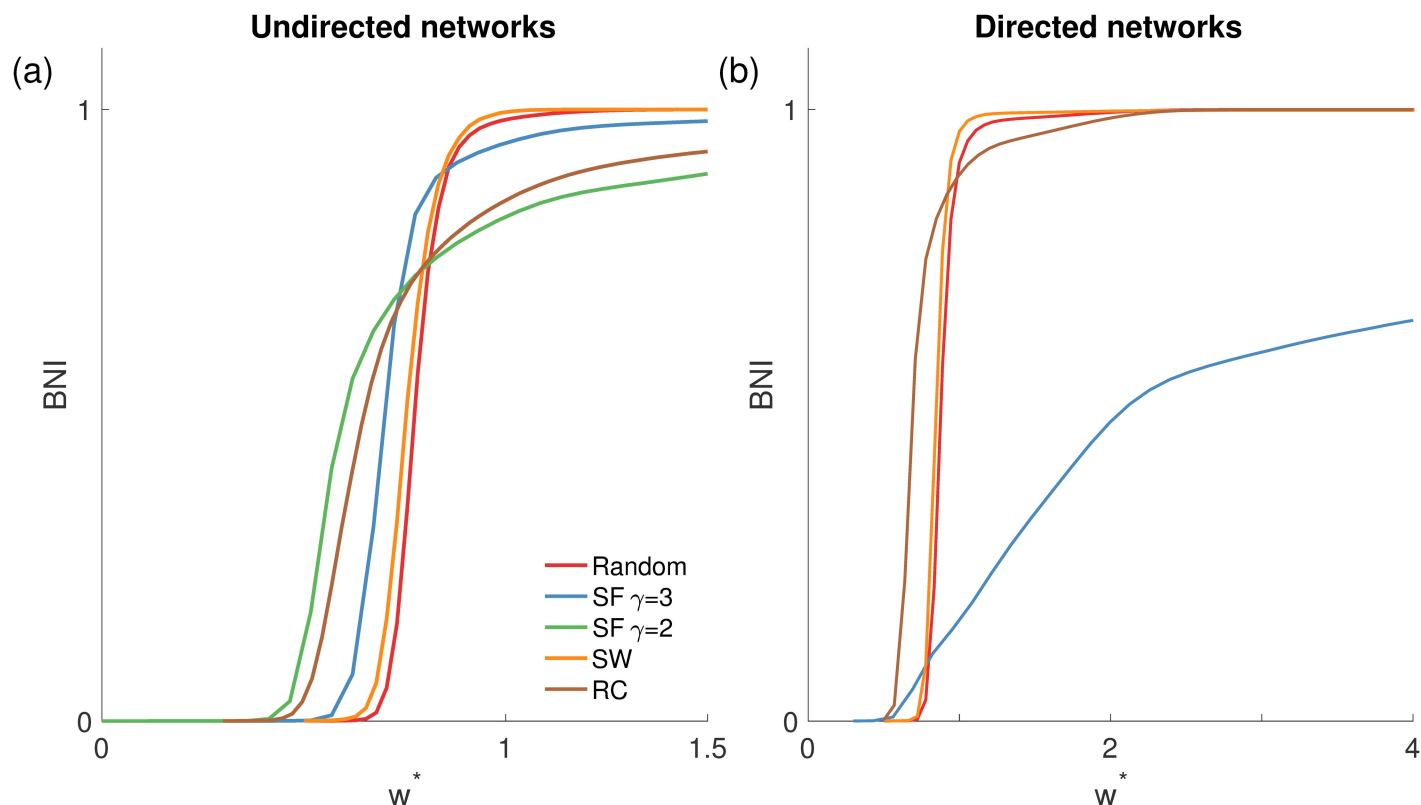 Undirected networks
(a)
1
BNI
0
0
1
1.5
w*
Random
SF γ=3
SF γ=2
SW
RC
Directed networks
(b)
1
BNI
0
0
2
4
w*